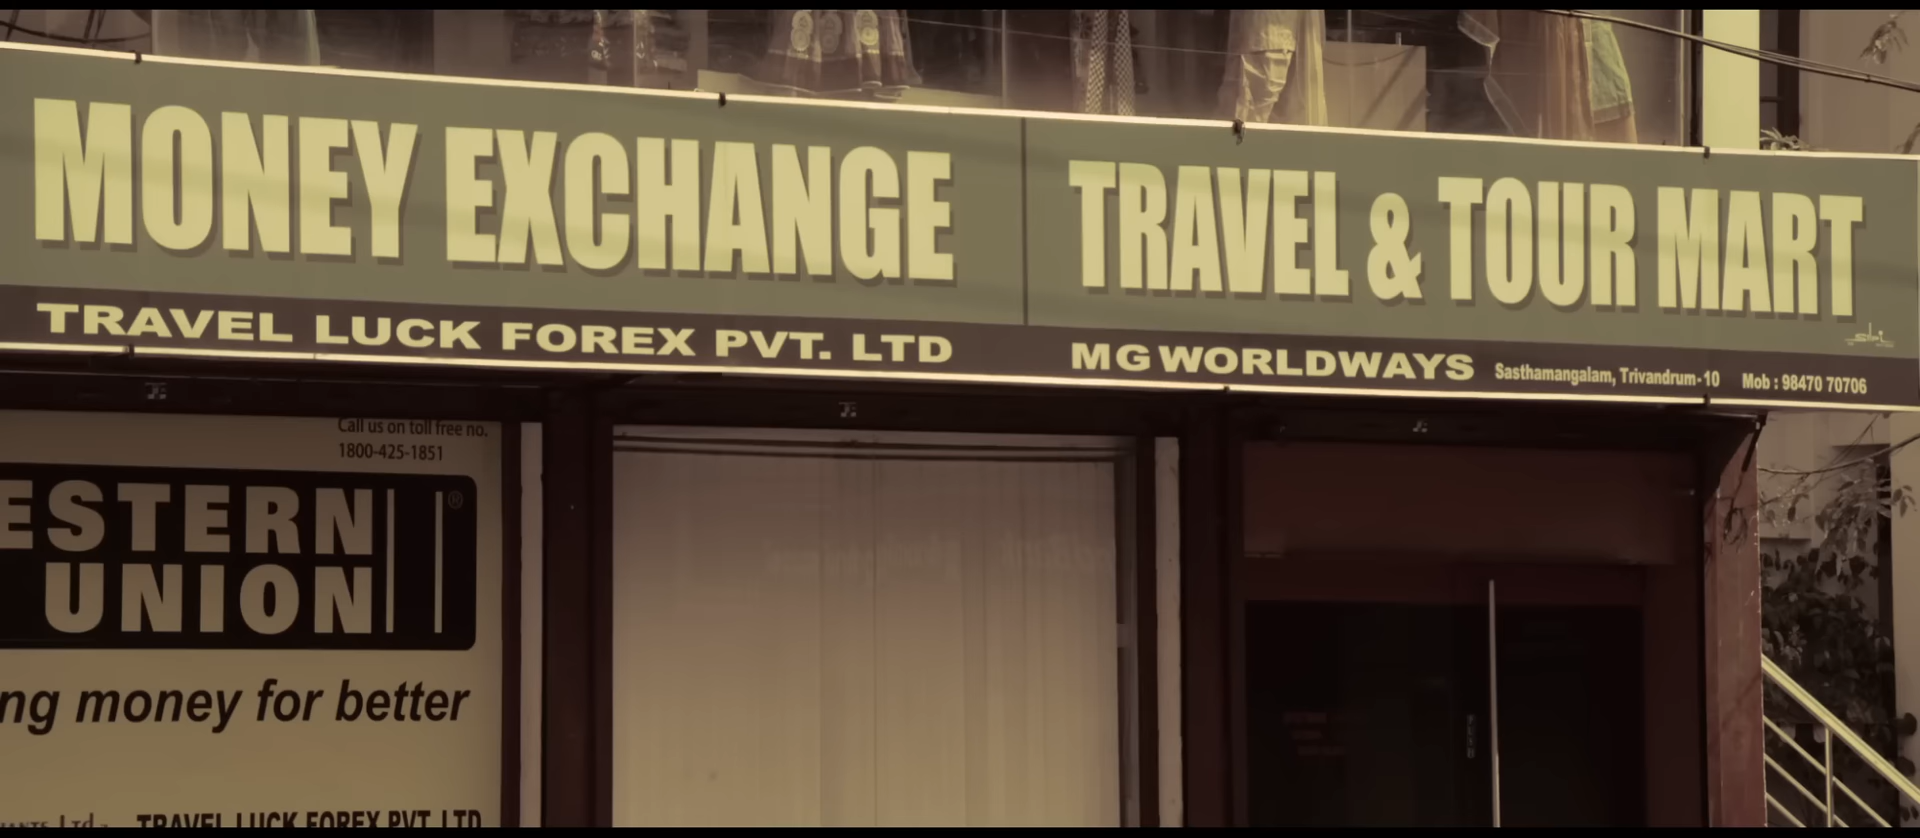 MONEY EXCHANGE
TRAVEL & TOUR MART
TRAVEL LUCK FOREX PVT. LTD
MG WORLDWAYS Sasthamangalam, Trivandrum-10 Mob : 98470 70706
Call us on toll free no.
1800-425-1851
ESTERN
UNION ®
ng money for better
Ltd- TRAVEL LUCK FOREX PVT LTD